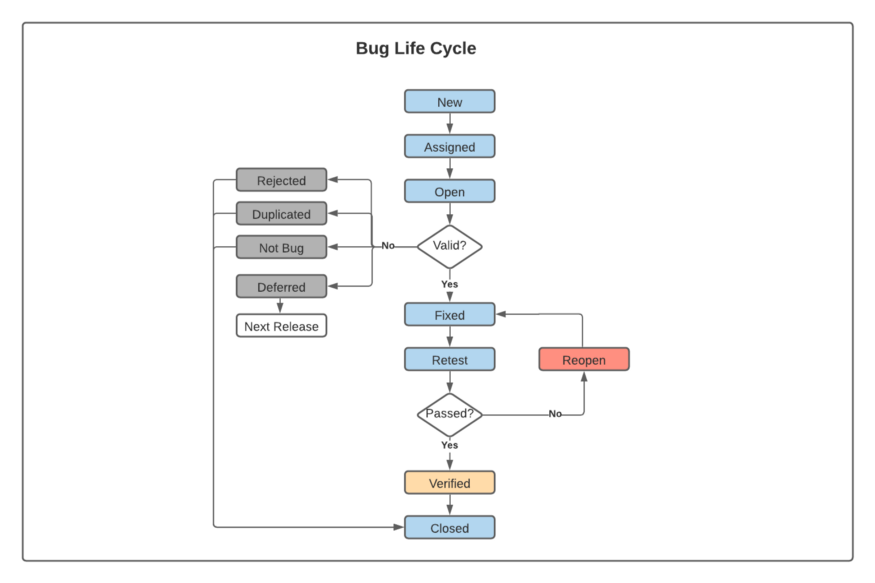 Bug Life Cycle
New
Assigned
Rejected
Open
Duplicated
Not Bug
No
Valid?
Deferred
Yes
Next Release
Fixed
Retest
Reopen
Passed?
No
Yes
Verified
Closed